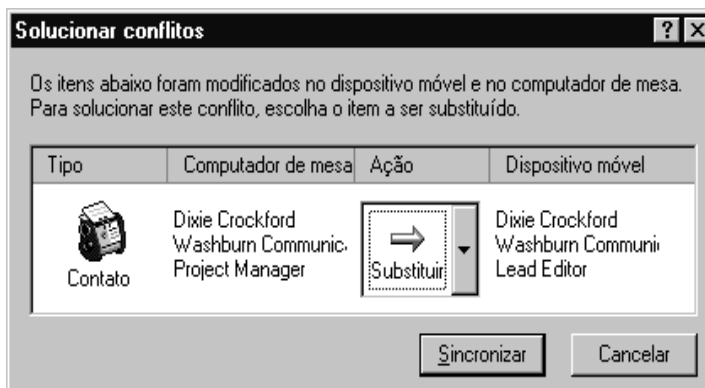 Solucionar conflitos
Os itens abaixo foram modificados no dispositivo móvel e no computador de mesa.
Para solucionar este conflito, escolha o item a ser substituído.
Tipo Computador de mesa Ação Dispositivo móvel
Contato
Dixie Crockford
Washburn Communic
Project Manager
Substituir
Dixie Crockford
Washburn Communi
Lead Editor
Sincronizar Cancelar